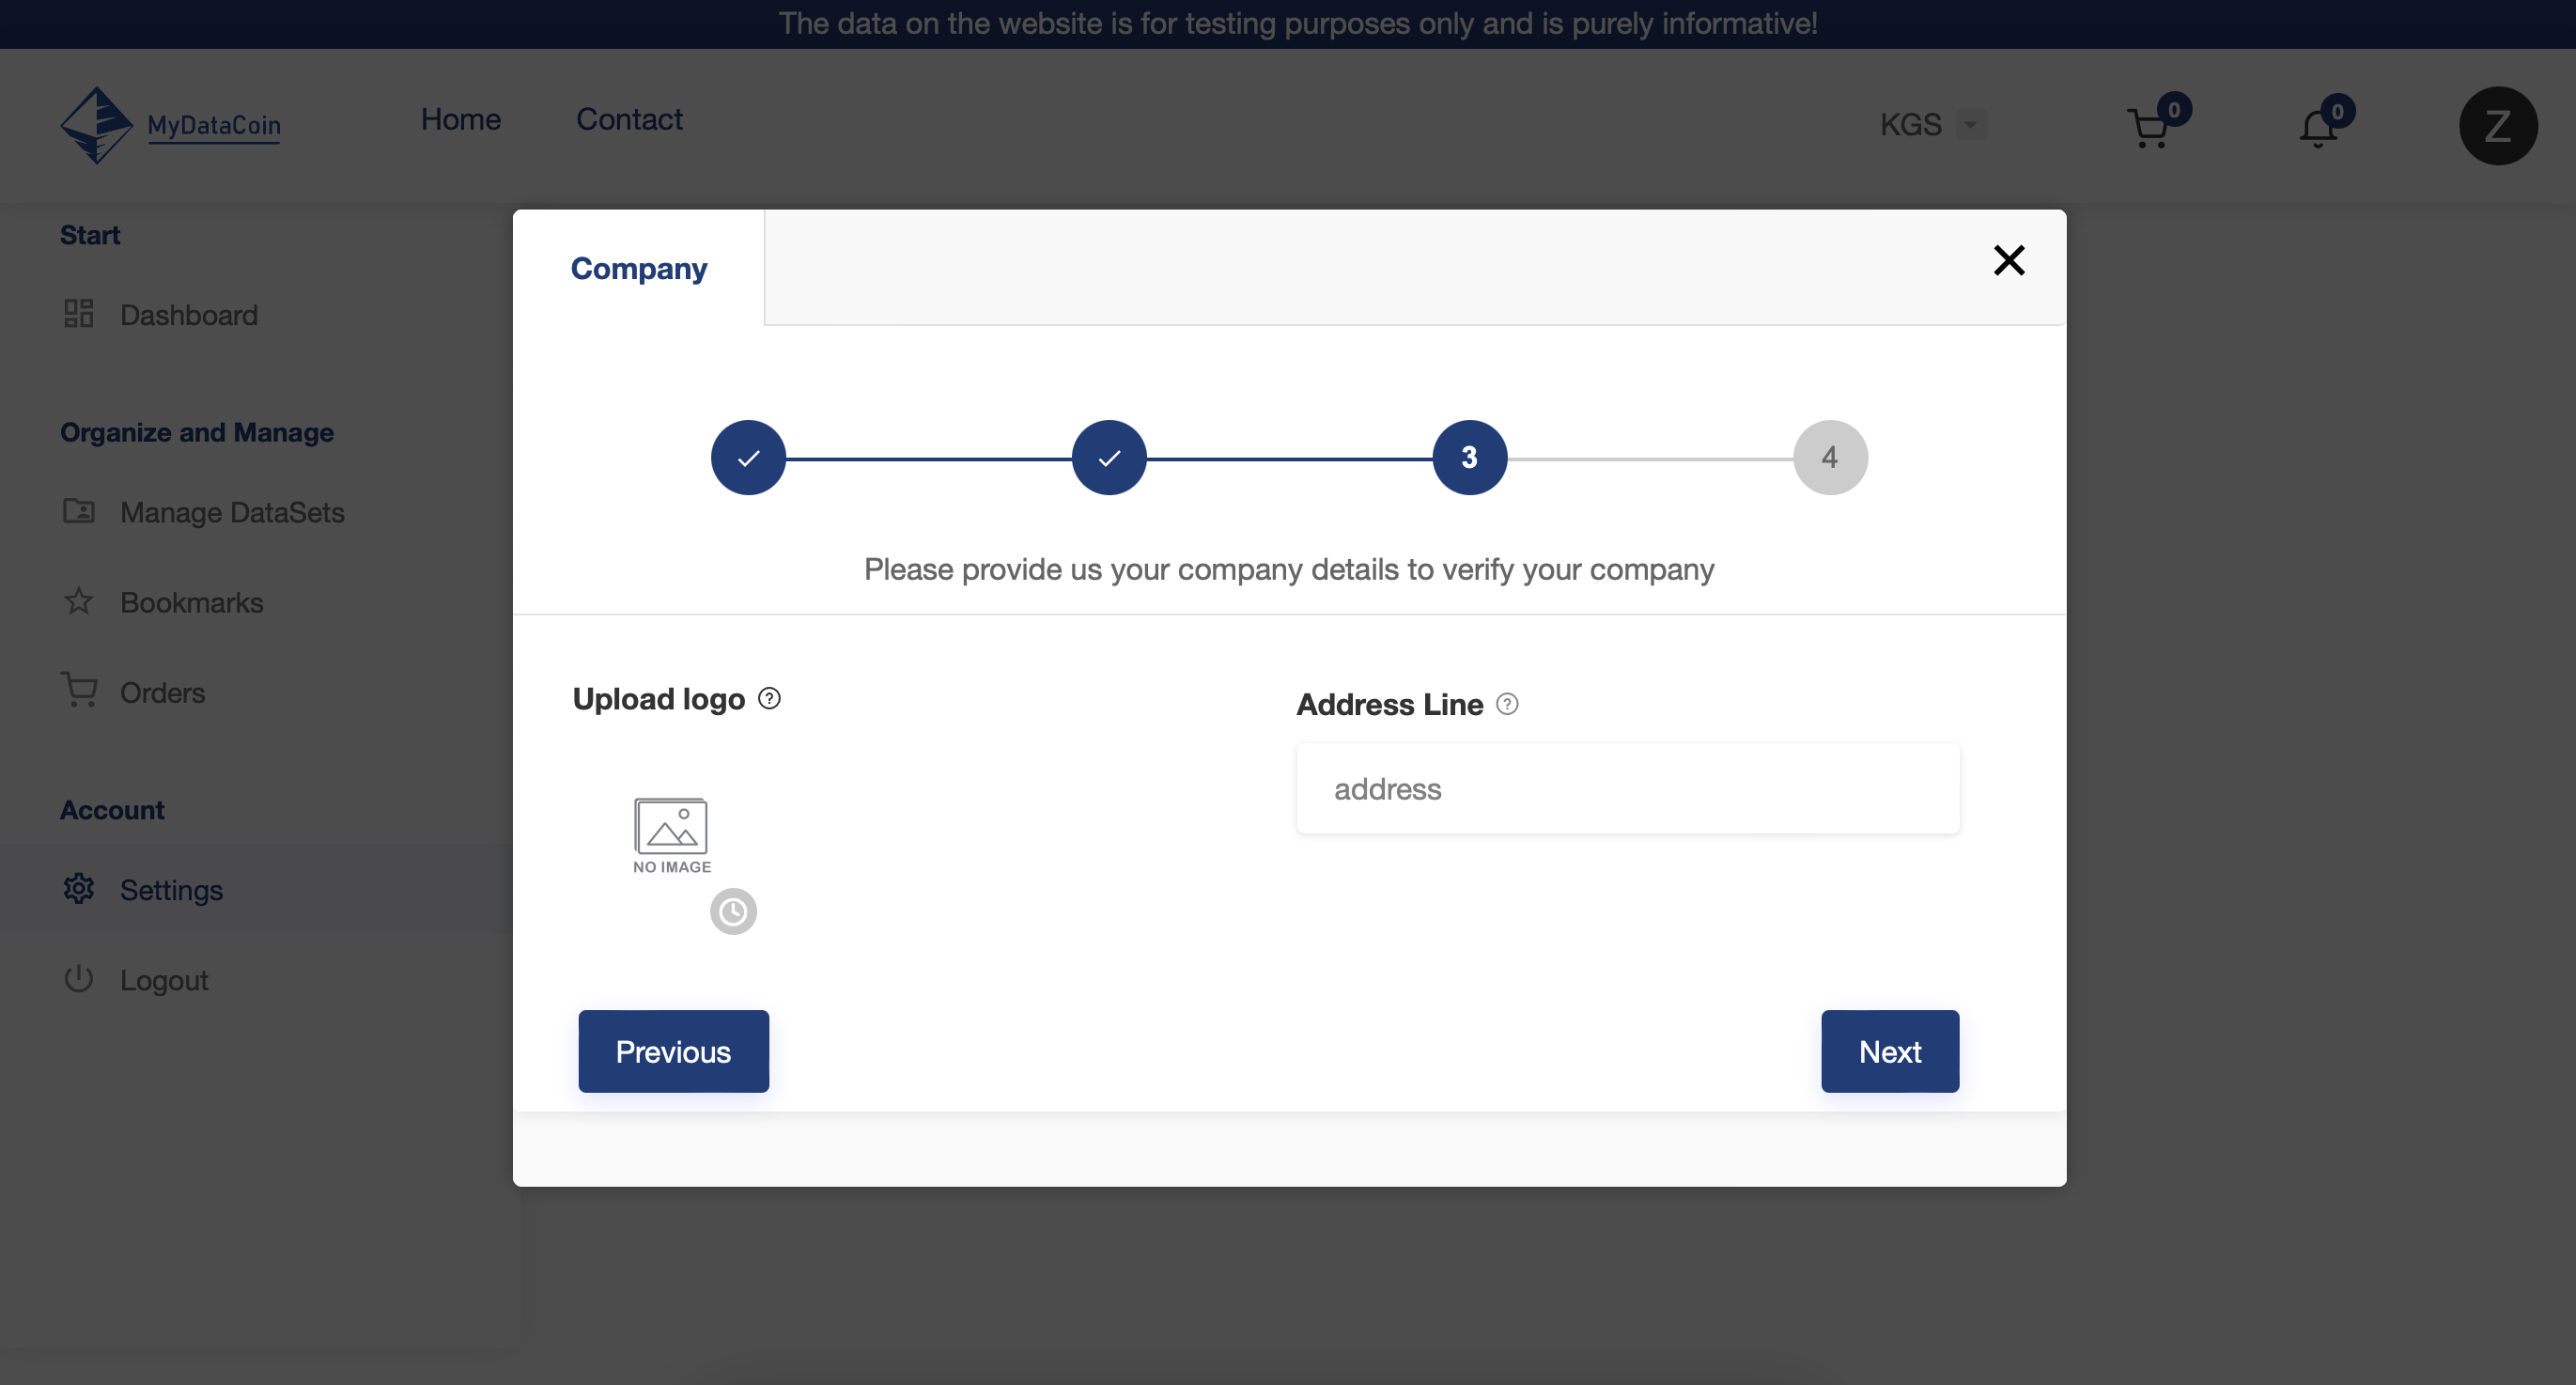 The data on the website is for testing purposes only and is purely informative!
MyDataCoin
Home
Contact
KGS
0
0
Z
Start
Dashboard
Organize and Manage
Manage DataSets
Bookmarks
Orders
Account
Settings
Logout
Company
3
4
Please provide us your company details to verify your company
Upload logo ?
NO IMAGE
Address Line ?
address
Previous
Next